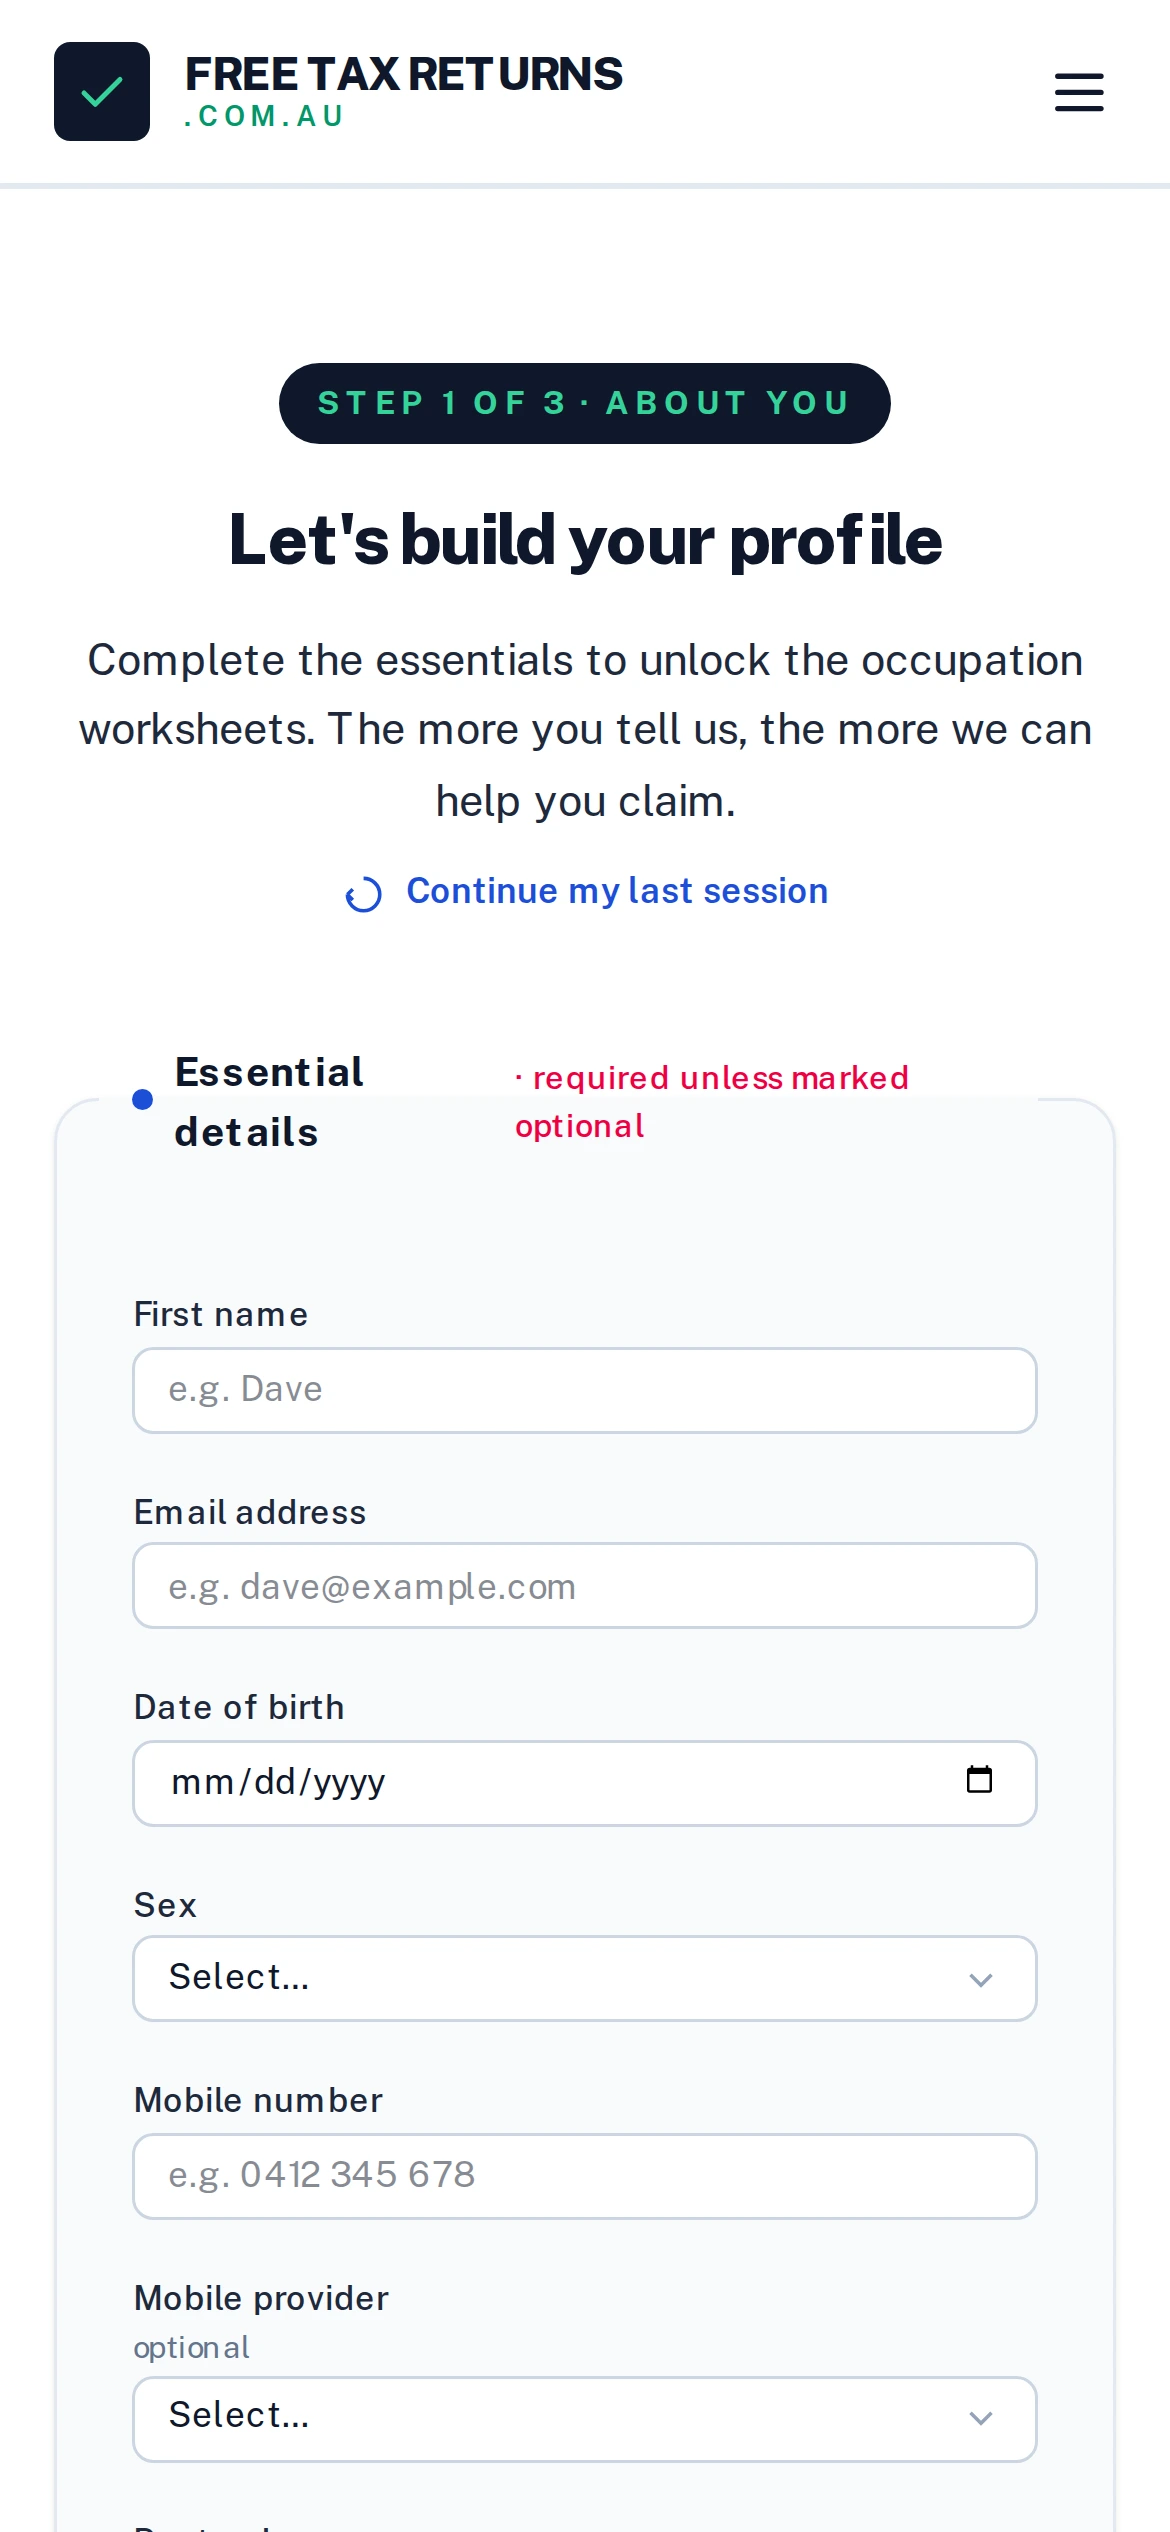 FREE TAX RETURNS
.COM.AU
STEP 1 OF 3 · ABOUT YOU
Let's build your profile
Complete the essentials to unlock the occupation
worksheets. The more you tell us, the more we can
help you claim.
Continue my last session
Essential
details
· required unless marked
optional
First name
e.g. Dave
Email address
e.g. dave@example.com
Date of birth
mm/dd/yyyy
Sex
Select...
Mobile number
e.g. 0412 345 678
Mobile provider
optional
Select...